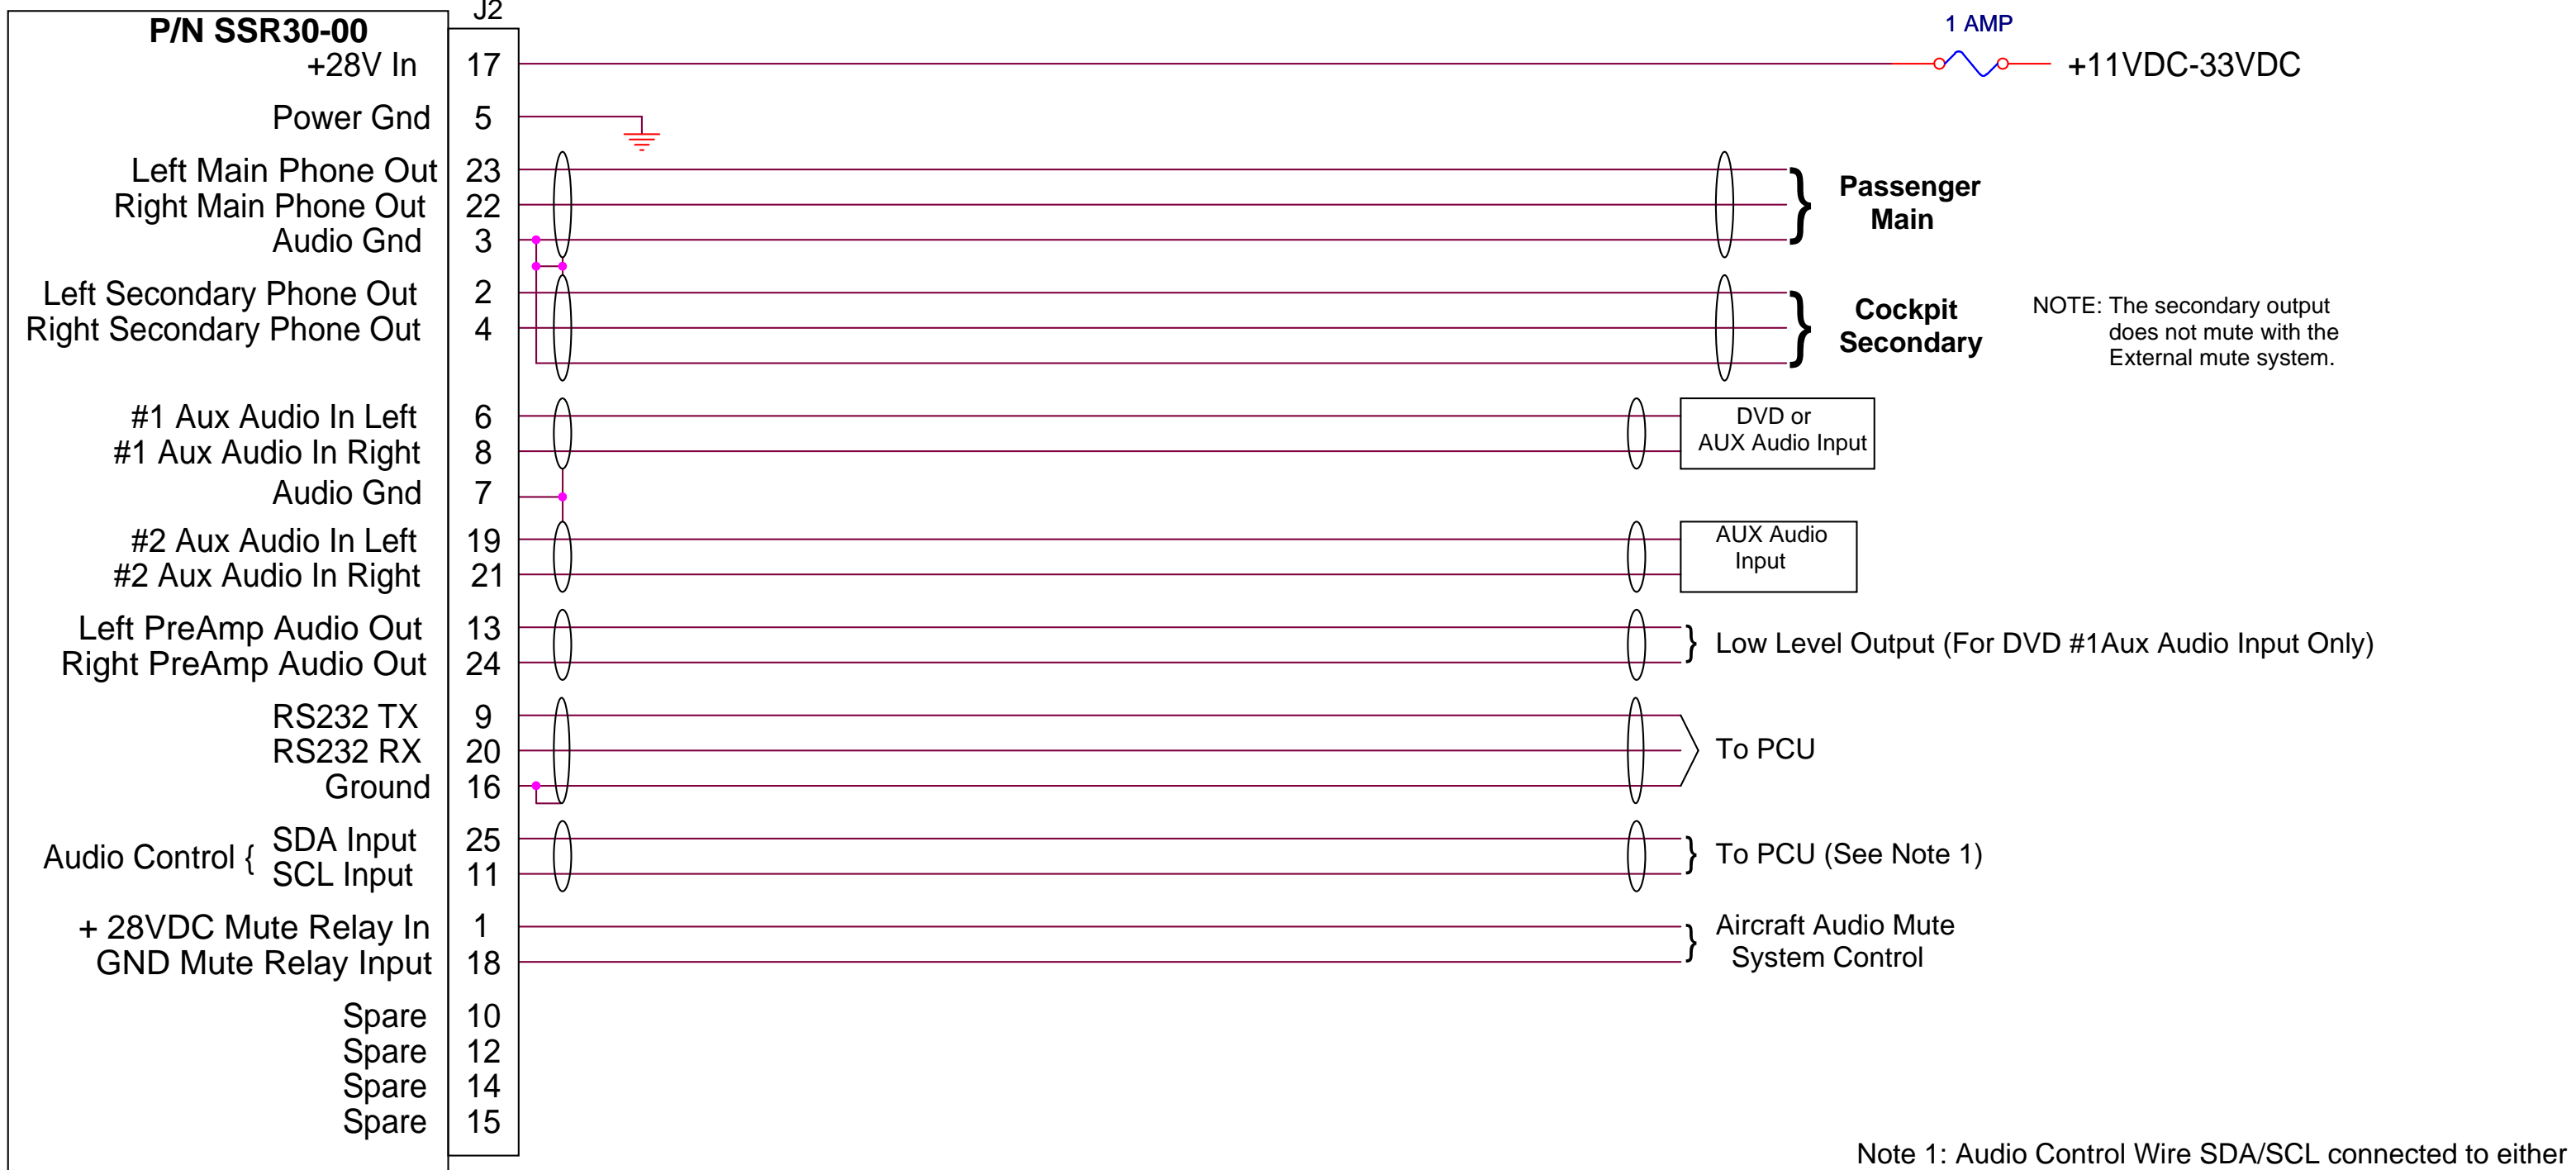 J2
P/N SSR30-00
1 AMP
+28V In 17 +11VDC-33VDC
Power Gnd 5
Left Main Phone Out 23
Right Main Phone Out 22
Audio Gnd 3
} Passenger
Main
Left Secondary Phone Out 2
Right Secondary Phone Out 4
} Cockpit
Secondary
NOTE: The secondary output
does not mute with the
External mute system.
#1 Aux Audio In Left 6
#1 Aux Audio In Right 8
DVD or
AUX Audio Input
Audio Gnd 7
#2 Aux Audio In Left 19
#2 Aux Audio In Right 21
AUX Audio
Input
Left PreAmp Audio Out 13
Right PreAmp Audio Out 24
} Low Level Output (For DVD #1Aux Audio Input Only)
RS232 TX 9
RS232 RX 20
Ground 16
To PCU
Audio Control {
SDA Input 25
SCL Input 11
} To PCU (See Note 1)
+ 28VDC Mute Relay In 1
GND Mute Relay Input 18
} Aircraft Audio Mute
System Control
Spare 10
Spare 12
Spare 14
Spare 15
Note 1: Audio Control Wire SDA/SCL connected to either